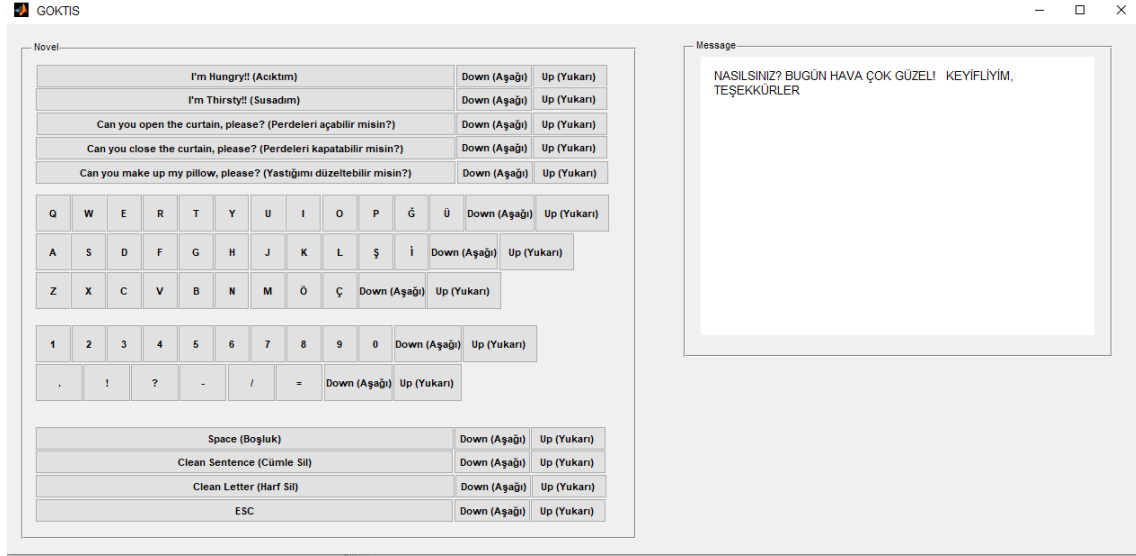 GOKTIS
Novel
I'm Hungry!! (Acıktım) Down (Aşağı) Up (Yukarı)
I'm Thirsty!! (Susadım) Down (Aşağı) Up (Yukarı)
Can you open the curtain, please? (Perdeleri açabilir misin?) Down (Aşağı) Up (Yukarı)
Can you close the curtain, please? (Perdeleri kapatabilir misin?) Down (Aşağı) Up (Yukarı)
Can you make up my pillow, please? (Yastığımı düzeltebilir misin?) Down (Aşağı) Up (Yukarı)
Q W E R T Y U I O P Ğ Ü Down (Aşağı) Up (Yukarı)
A S D F G H J K L Ş İ Down (Aşağı) Up (Yukarı)
Z X C V B N M Ö Ç Down (Aşağı) Up (Yukarı)
1 2 3 4 5 6 7 8 9 0 Down (Aşağı) Up (Yukarı)
. ! ? - / = Down (Aşağı) Up (Yukarı)
Space (Boşluk) Down (Aşağı) Up (Yukarı)
Clean Sentence (Cümle Sil) Down (Aşağı) Up (Yukarı)
Clean Letter (Harf Sil) Down (Aşağı) Up (Yukarı)
ESC Down (Aşağı) Up (Yukarı)
Message
NASILSINIZ? BUGÜN HAVA ÇOK GÜZEL! KEYİFLİYİM,
TEŞEKKÜRLER